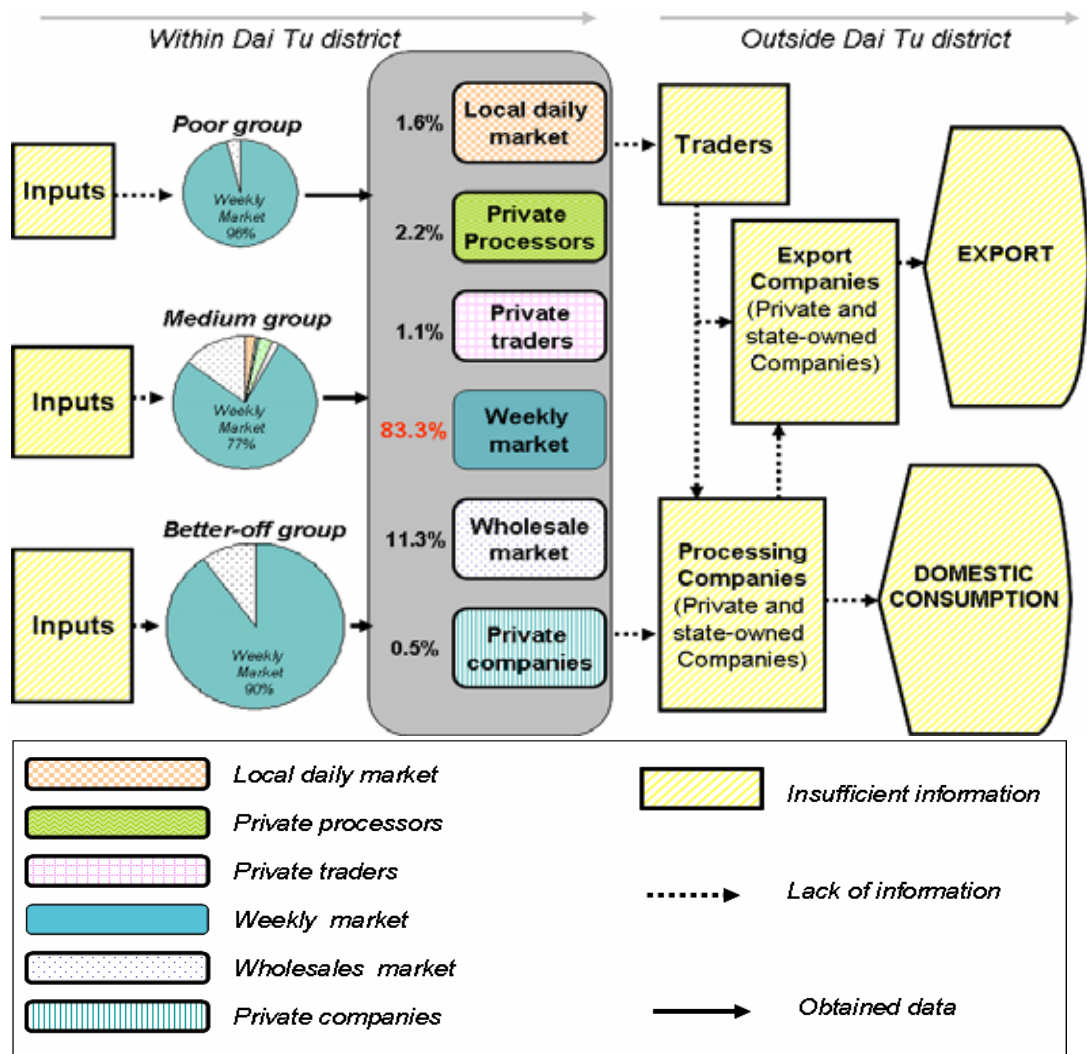 Within Dai Tu district
Outside Dai Tu district
Poor group
Inputs
Weekly
Market
96%
Medium group
Inputs
Weekly
Market
77%
Better-off group
Inputs
Weekly
Market
90%
1.6%
Local daily
market
2.2%
Private
Processors
1.1%
Private
traders
83.3%
Weekly
market
11.3%
Wholesale
market
0.5%
Private
companies
Traders
Export
Companies
(Private and
state-owned
Companies)
EXPORT
Processing
Companies
(Private and
state-owned
Companies)
DOMESTIC
CONSUMPTION
Local daily market
Private processors
Private traders
Weekly market
Wholesales market
Private companies
Insufficient information
Lack of information
Obtained data